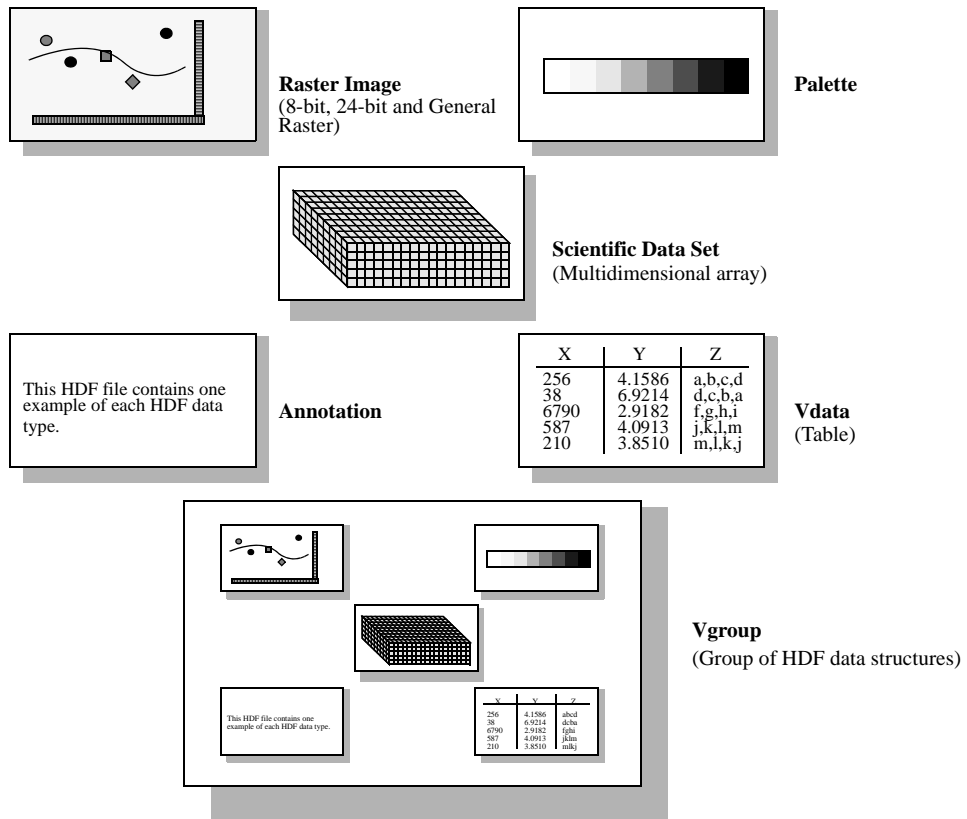 Raster Image
(8-bit, 24-bit and General
Raster)
Palette
Scientific Data Set
(Multidimensional array)
This HDF file contains one
example of each HDF data
type.
Annotation
X Y Z
256 4.1586 a,b,c,d
38 6.9214 d,c,b,a
6790 2.9182 f,g,h,i
587 4.0913 j,k,l,m
210 3.8510 m,l,k,j
Vdata
(Table)
Vgroup
(Group of HDF data structures)
This HDF file contains one
example of each HDF data type.
X Y Z
256 4.1586 abcd
38 6.9214 dcba
6790 2.9182 fghi
587 4.0913 jklm
210 3.8510 mlkj